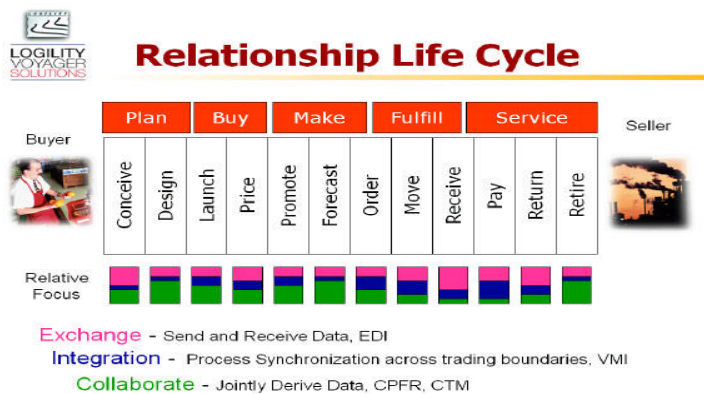 LOGILITY
VOYAGER
SOLUTIONS
Relationship Life Cycle
Plan Buy Make Fulfill Service
Buyer
Seller
Conceive Design Launch Price Promote Forecast Order Move Receive Pay Return Retire
Relative
Focus
Exchange - Send and Receive Data, EDI
Integration - Process Synchronization across trading boundaries, VMI
Collaborate - Jointly Derive Data, CPFR, CTM